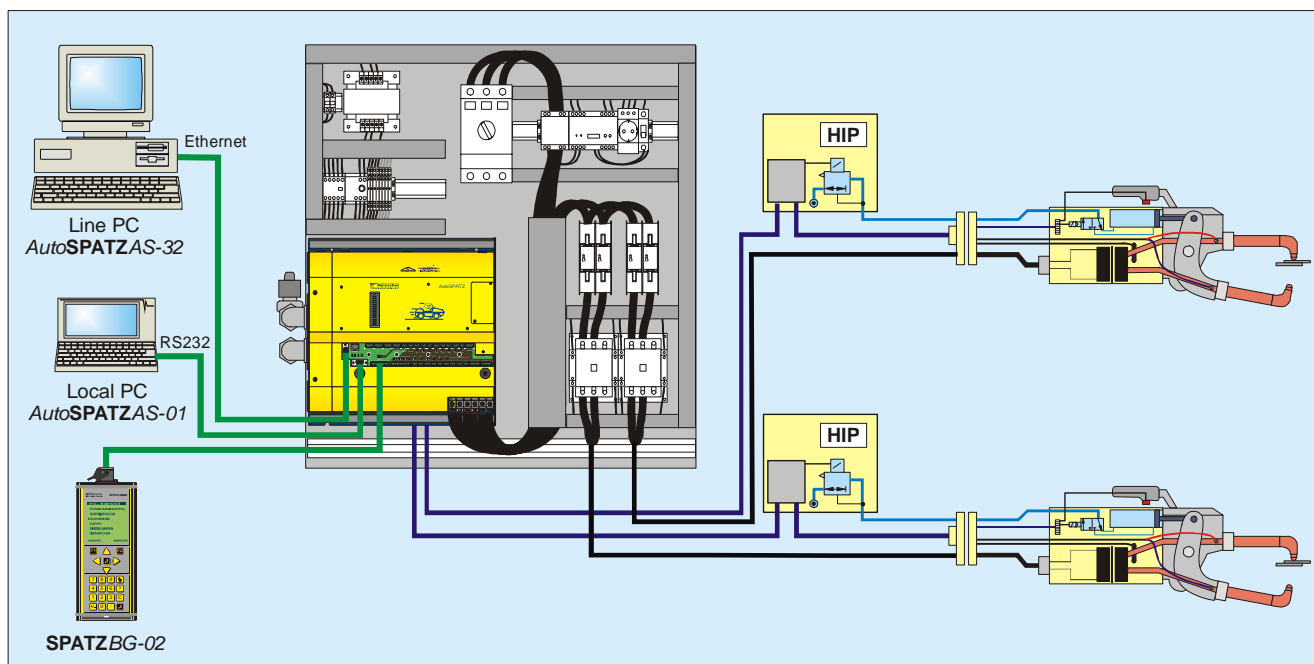 Ethernet
Line PC
AutoSPATZAS-32
RS232
Local PC
AutoSPATZAS-01
SPATZBG-02
AutoSPATZ
HIP
HIP